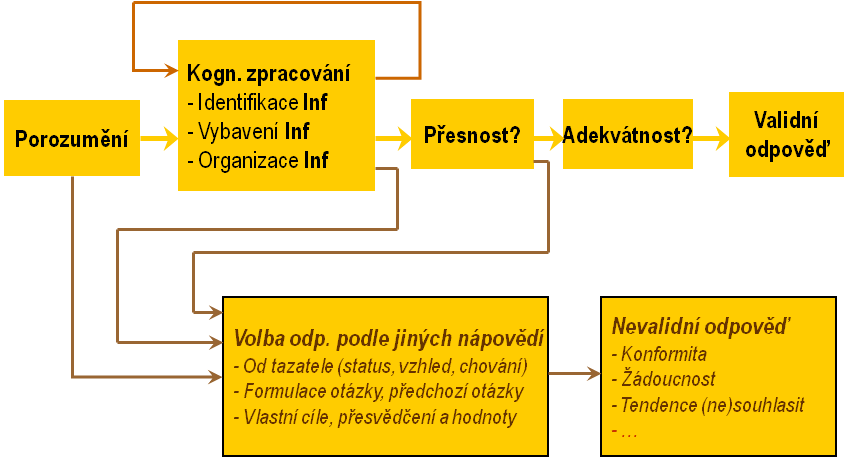 Porozumění
Kogn. zpracování
- Identifikace Inf
- Vybavení Inf
- Organizace Inf
Přesnost?
Adekvátnost?
Validní
odpověď
Volba odp. podle jiných nápovědí
- Od tazatele (status, vzhled, chování)
- Formulace otázky, předchozí otázky
- Vlastní cíle, přesvědčení a hodnoty
Nevalidní odpověď
- Konformita
- Žádoucnost
- Tendence (ne)souhlasit
- ...